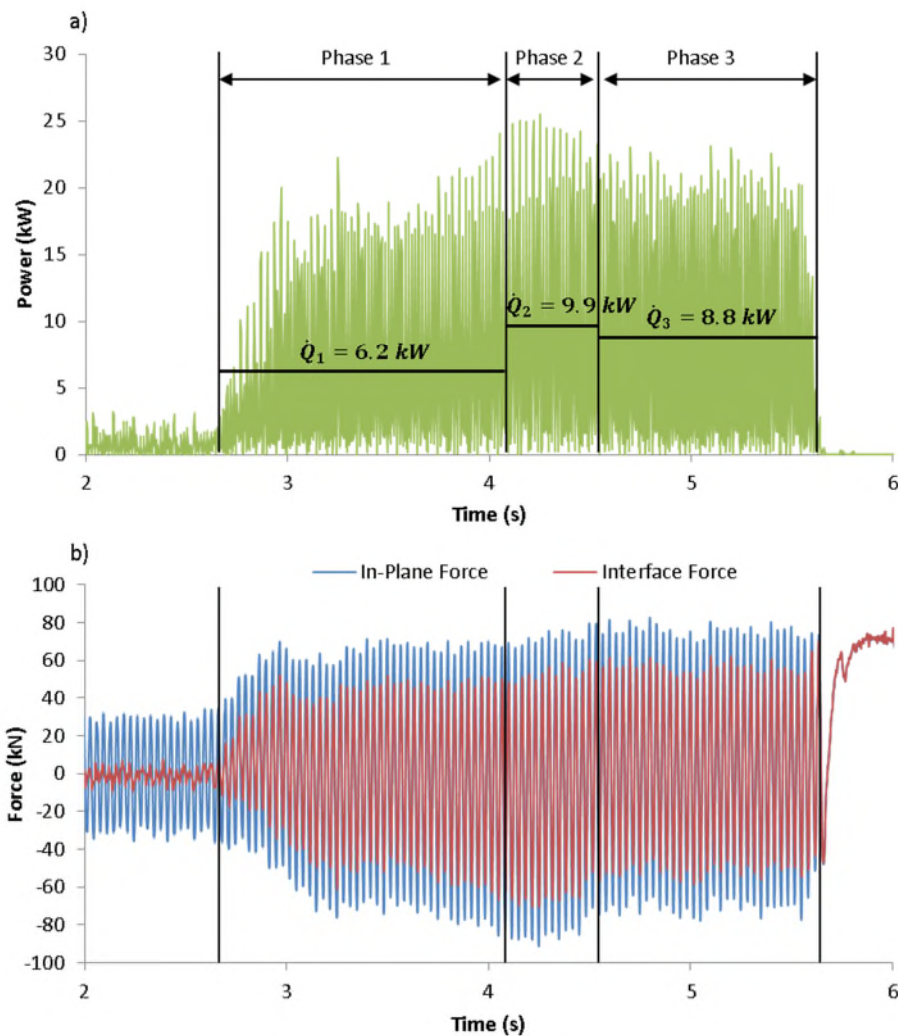 a)
Phase 1 Phase 2 Phase 3
30
25
20
15
10
5
0
Power (kW)
Q̇₁ = 6.2 kW
Q̇₂ = 9.9 kW
Q̇₃ = 8.8 kW
2 3 4 5 6
Time (s)
b)
In-Plane Force Interface Force
100
80
60
40
20
0
-20
-40
-60
-80
-100
Force (kN)
2 3 4 5 6
Time (s)